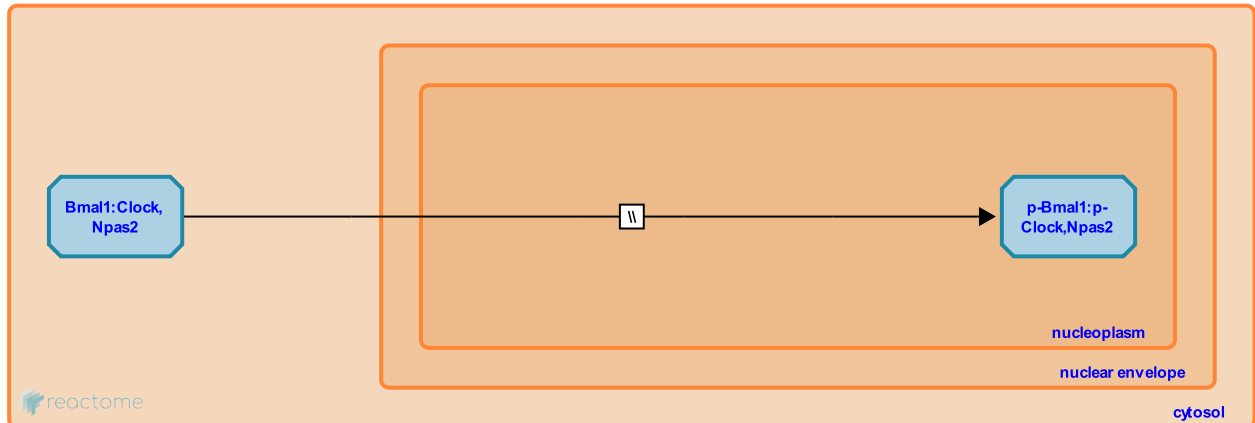 Bmal1:Clock,
Npas2
\\
p-Bmal1:p-
Clock,Npas2
nucleoplasm
nuclear envelope
reactome
cytosol